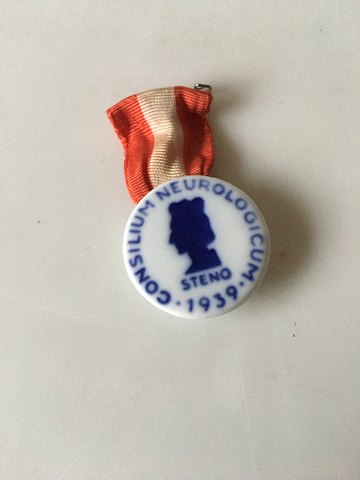 CONSILIUM NEUROLOGICUM
STENO
· 1939 ·